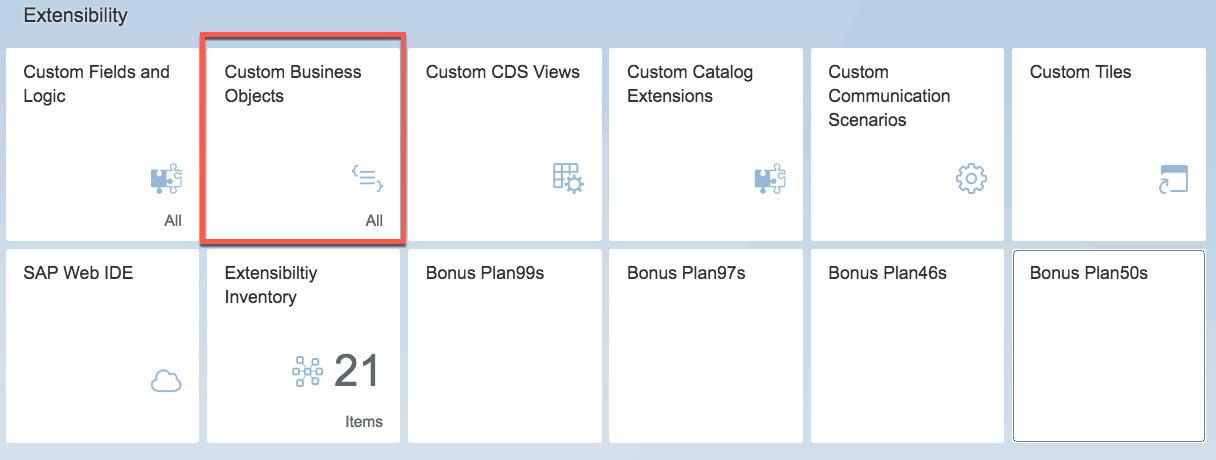 Extensibility
Custom Fields and
Logic
All
Custom Business
Objects
All
Custom CDS Views
Custom Catalog
Extensions
Custom
Communication
Scenarios
Custom Tiles
SAP Web IDE
Extensibiltiy
Inventory
21
Items
Bonus Plan99s
Bonus Plan97s
Bonus Plan46s
Bonus Plan50s